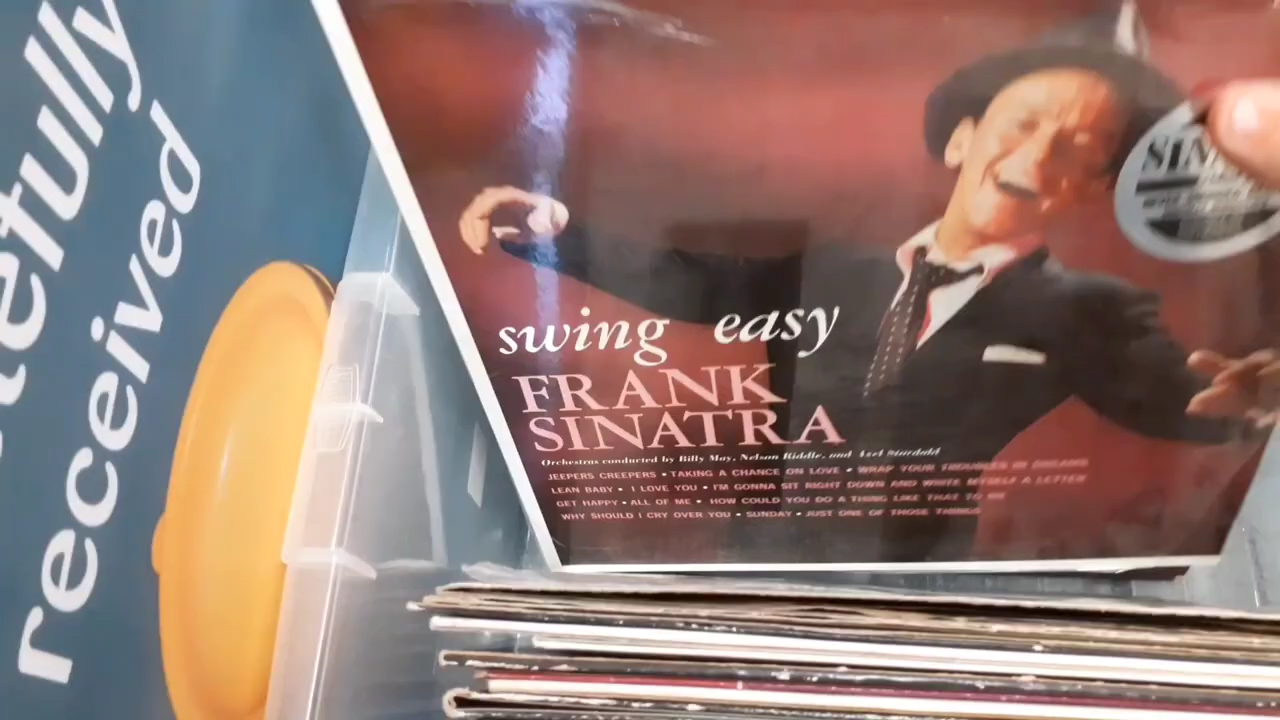 efully
received
SIN
swing easy
FRANK
SINATRA
Orchestras conducted by Billy May, Nelson Riddle, and Axel Stordahl
JEEPERS CREEPERS • TAKING A CHANCE ON LOVE • WRAP YOUR TROUBLES IN DREAMS
LEAN BABY • I LOVE YOU • I'M GONNA SIT RIGHT DOWN AND WRITE MYSELF A LETTER
GET HAPPY • ALL OF ME • HOW COULD YOU DO A THING LIKE THAT TO ME
WHY SHOULD I CRY OVER YOU • SUNDAY • JUST ONE OF THOSE THINGS